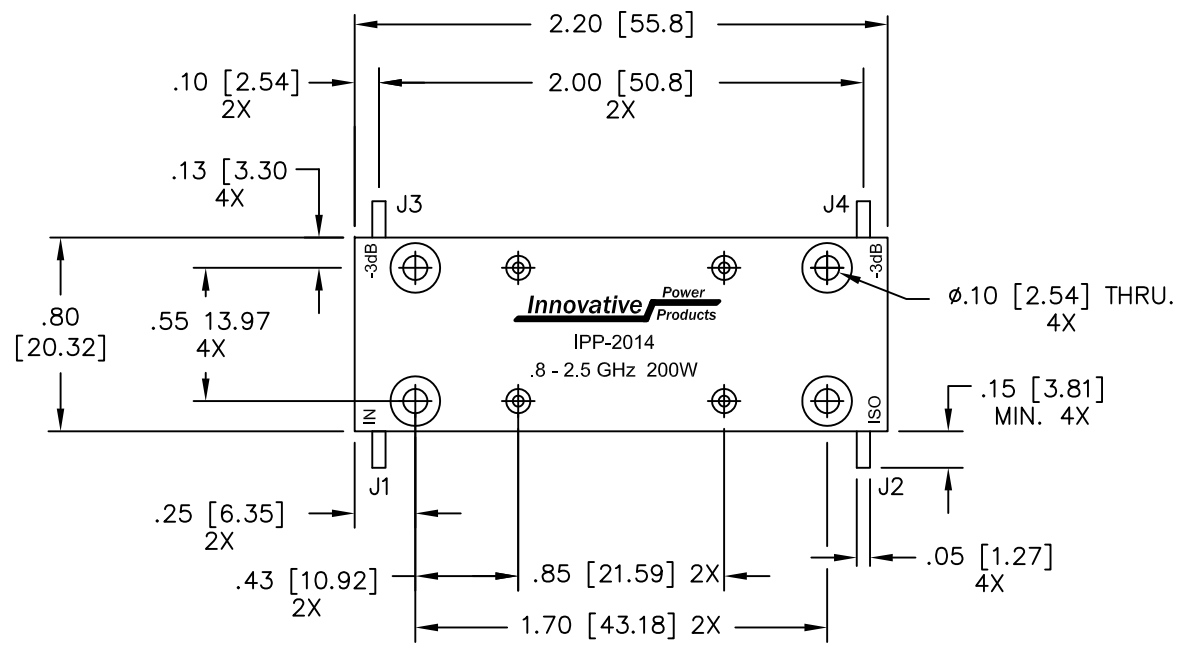 2.20 [55.8]
.10 [2.54]
2X
2.00 [50.8]
2X
.13 [3.30
4X
J3
J4
-3dB
-3dB
Innovative Power Products
IPP-2014
.8 - 2.5 GHz 200W
ø.10 [2.54] THRU.
4X
.80
[20.32]
.55 13.97
4X
IN
ISO
.15 [3.81]
MIN. 4X
J1
J2
.25 [6.35]
2X
.43 [10.92]
2X
.85 [21.59] 2X
.05 [1.27]
4X
1.70 [43.18] 2X